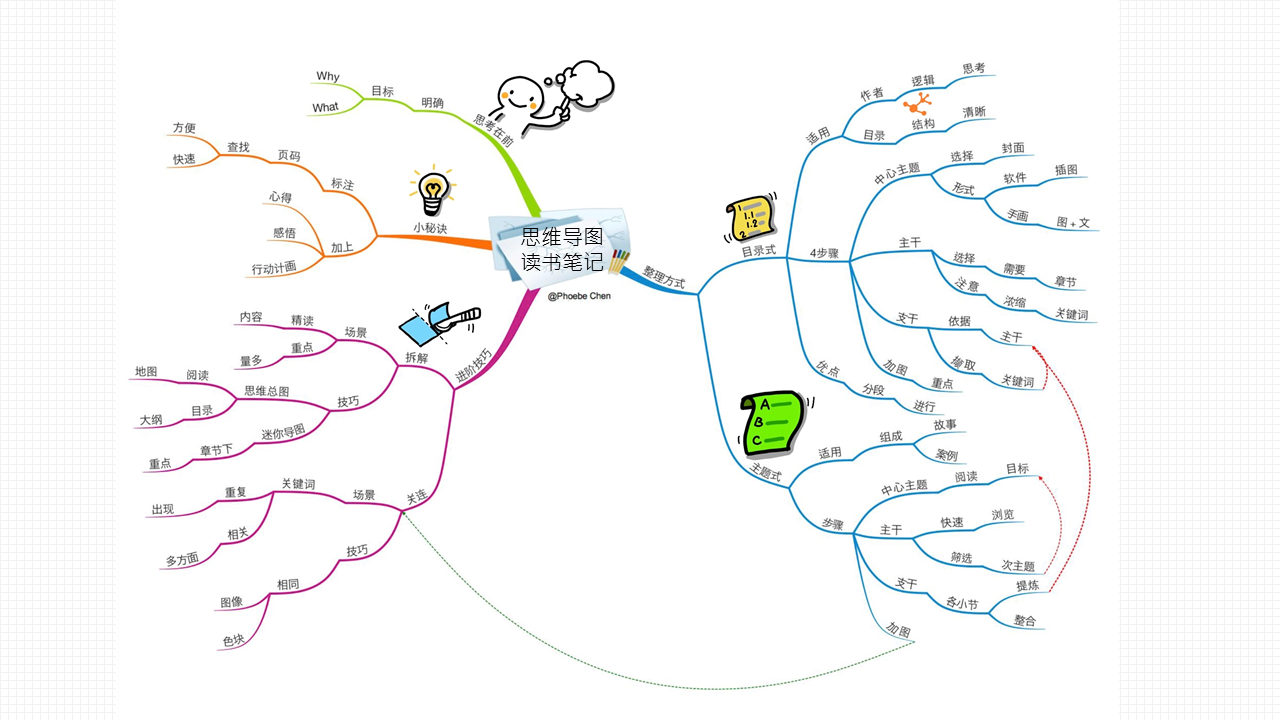 思维导图
读书笔记
@Phoebe Chen
思考在前
明确
目标
Why
What
小秘诀
标注
页码
查找
方便
快速
加上
心得
感悟
行动计画
进阶技巧
拆解
场景
精读
内容
重点
量多
技巧
思维总图
阅读
地图
目录
大纲
迷你导图
章节下
重点
关连
场景
关键词
重复
出现
相关
多方面
技巧
相同
图像
色块
整理方式
目录式
1.
1.1
1.2
2
适用
作者
逻辑
思考
目录
结构
清晰
4步骤
中心主题
选择
封面
形式
软件
插图
手画
图 + 文
主干
选择
需要
章节
注意
浓缩
关键词
支干
依据
主干
撷取
关键词
加图
重点
优点
分段
进行
主题式
A
B
C
适用
组成
故事
案例
步骤
中心主题
阅读
目标
主干
快速
浏览
筛选
次主题
支干
各小节
提炼
整合
加图